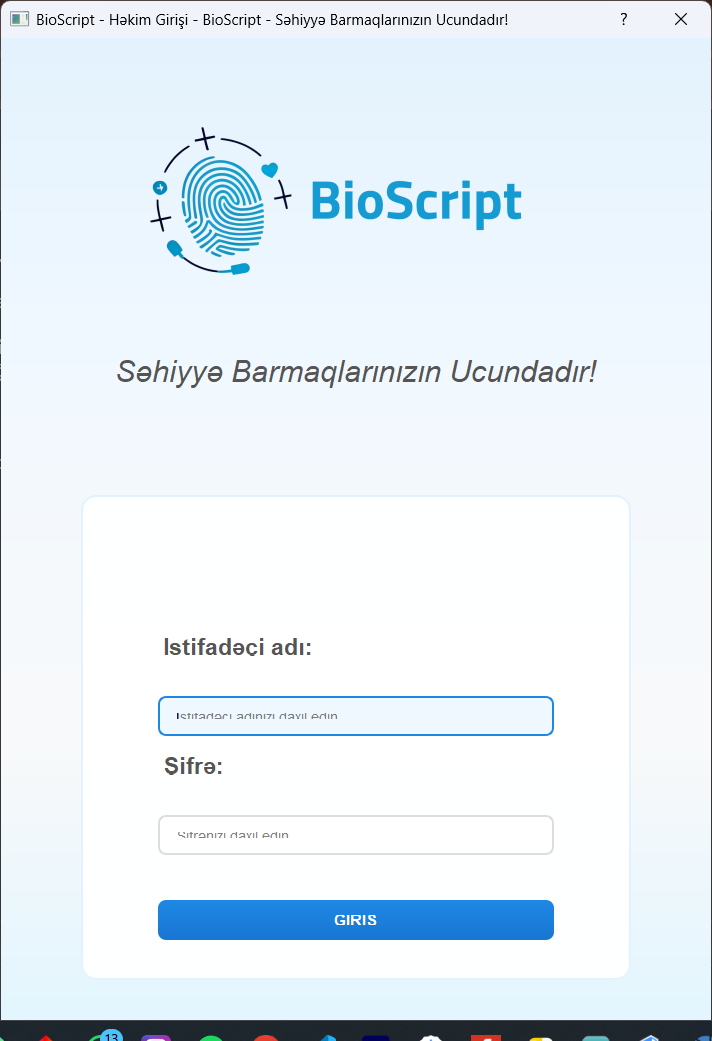 BioScript - Həkim Girişi - BioScript - Səhiyyə Barmaqlarınızın Ucundadır!
?
BioScript
Səhiyyə Barmaqlarınızın Ucundadır!
Istifadəçi adı:
Istifadəçi adınızı daxil edin
Şifrə:
Şifrənizi daxil edin
GIRIS
13